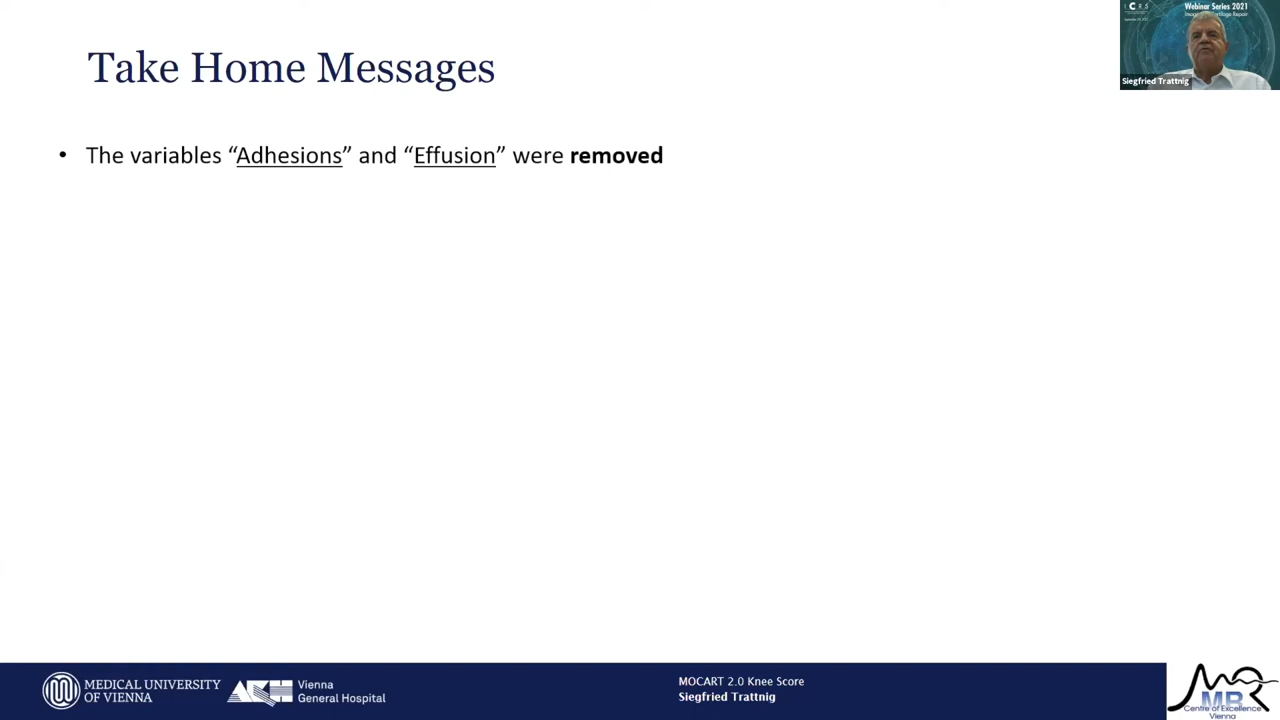 Take Home Messages
I C R S
Webinar Series 2021
Siegfried Trattnig
• The variables “Adhesions” and “Effusion” were removed
MEDICAL UNIVERSITY
OF VIENNA
Vienna
General Hospital
MOCART 2.0 Knee Score
Siegfried Trattnig
MR
Centre of Excellence
Vienna